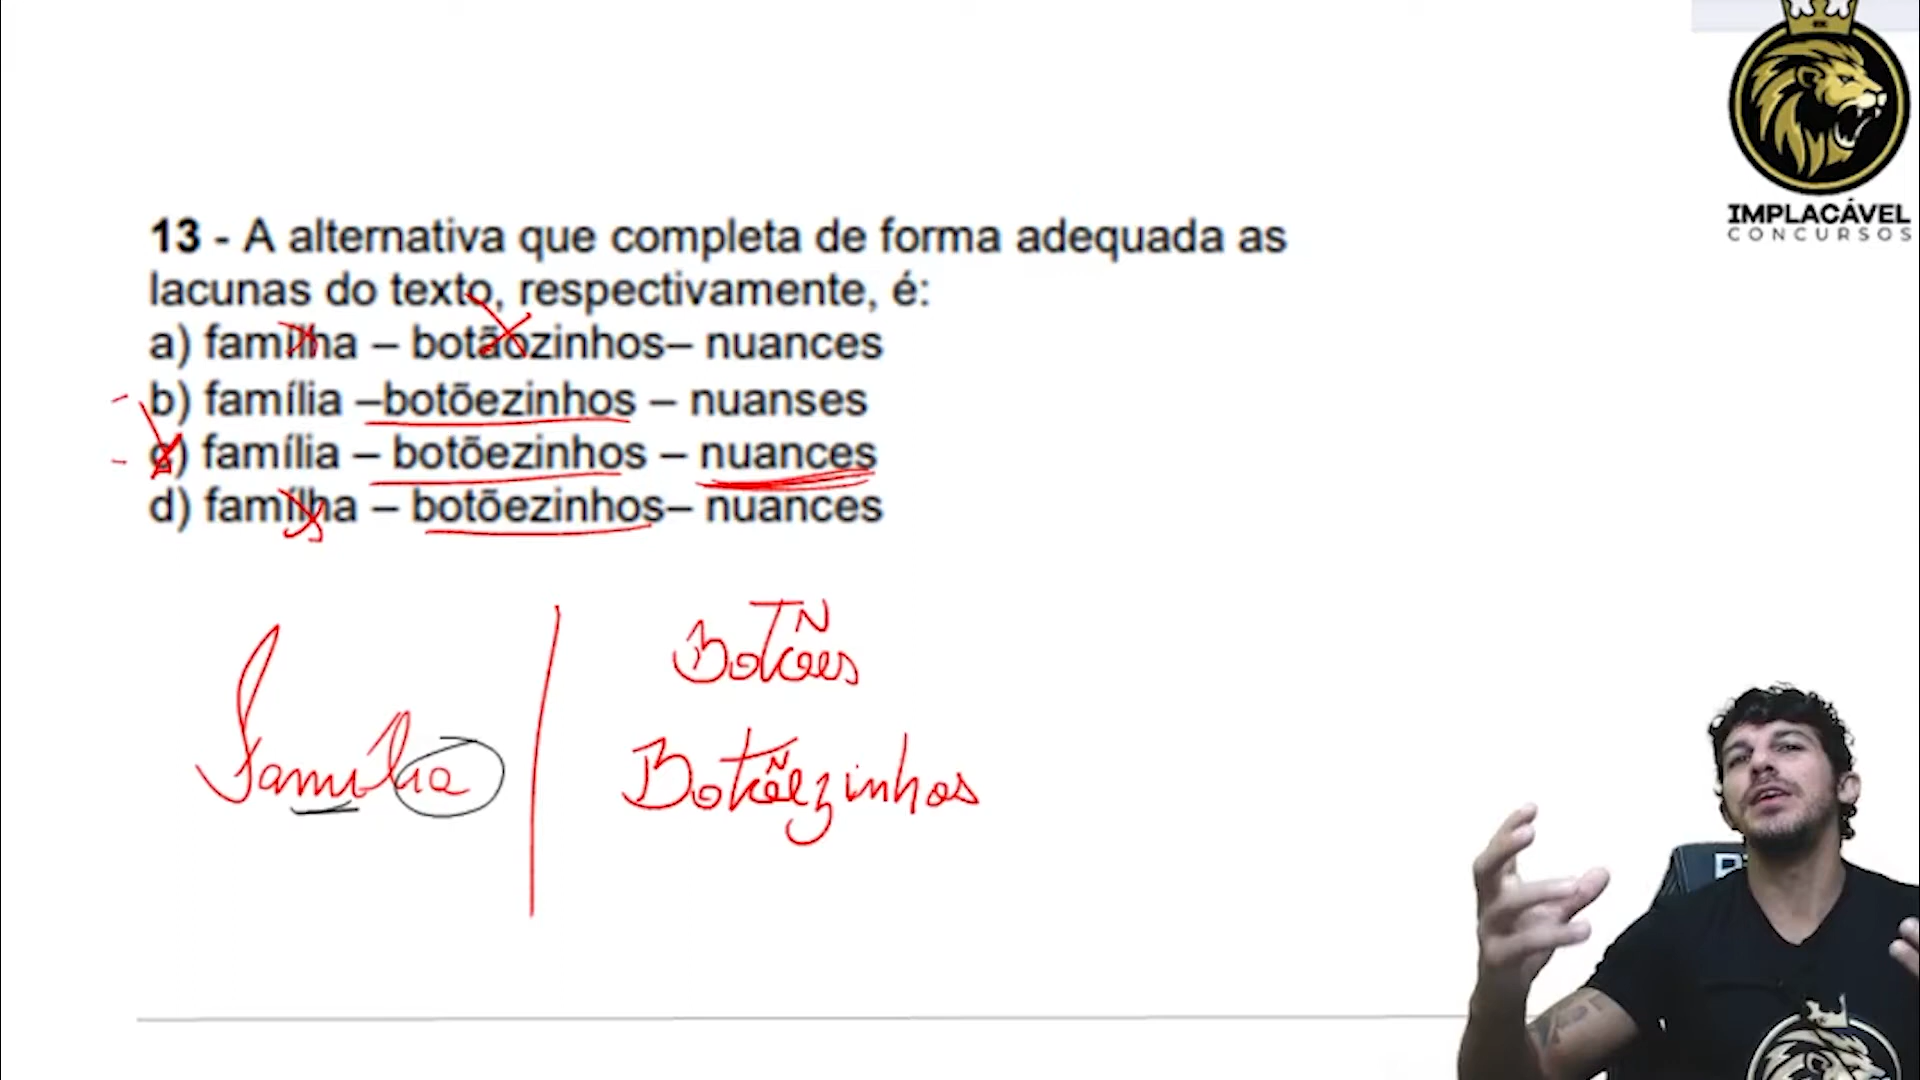 IMPLACÁVEL
CONCURSOS
13 - A alternativa que completa de forma adequada as
lacunas do texto, respectivamente, é:
a) famílha – botãozinhos– nuances
b) família –botõezinhos – nuanses
c) família – botõezinhos – nuances
d) famílha – botõezinhos– nuances
Família
Botões
Botõezinhos